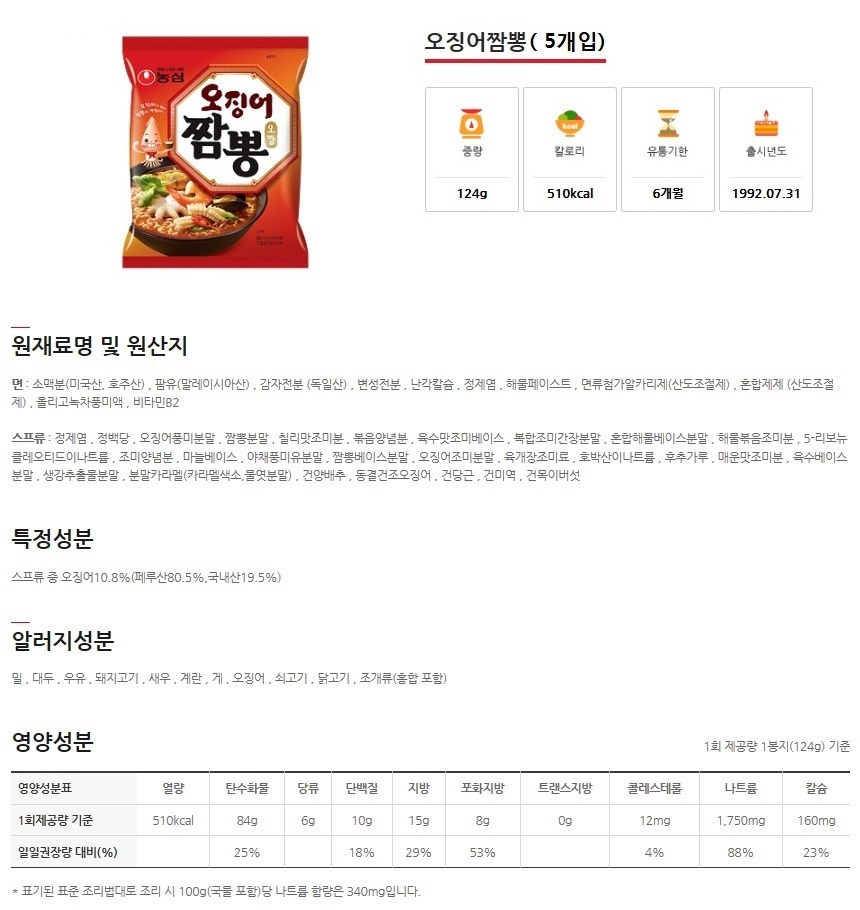 오징어짬뽕( 5개입)
농심
오징어
짬뽕
오짬
중량
칼로리
유통기한
출시년도
kcal
124g
510kcal
6개월
1992.07.31
원재료명 및 원산지
면 : 소맥분(미국산, 호주산) , 팜유(말레이시아산) , 감자전분 (독일산) , 변성전분 , 난각칼슘 , 정제염 , 해물페이스트 , 면류첨가알카리제(산도조절제) , 혼합제제 (산도조절
제) , 올리고녹차풍미액 , 비타민B2
스프류 : 정제염 , 정백당 , 오징어풍미분말 , 짬뽕분말 , 칠리맛조미분 , 볶음양념분 , 육수맛조미베이스 , 복합조미간장분말 , 혼합해물베이스분말 , 해물볶음조미분 , 5-리보뉴
클레오티드이나트륨 , 조미양념분 , 마늘베이스 , 야채풍미유분말 , 짬뽕베이스분말 , 오징어조미분말 , 육개장조미료 , 호박산이나트륨 , 후추가루 , 매운맛조미분 , 육수베이스
분말 , 생강추출물분말 , 분말카라멜(카라멜색소,물엿분말) , 건양배추 , 동결건조오징어 , 건당근 , 건미역 , 건목이버섯
특정성분
스프류 중 오징어10.8%(페루산80.5%,국내산19.5%)
알러지성분
밀 , 대두 , 우유 , 돼지고기 , 새우 , 계란 , 게 , 오징어 , 쇠고기 , 닭고기 , 조개류(홍합 포함)
영양성분
1회 제공량 1봉지(124g) 기준
영양성분표 열량 탄수화물 당류 단백질 지방 포화지방 트랜스지방 콜레스테롤 나트륨 칼슘
1회제공량 기준 510kcal 84g 6g 10g 15g 8g 0g 12mg 1,750mg 160mg
일일권장량 대비(%) 25% 18% 29% 53% 4% 88% 23%
* 표기된 표준 조리법대로 조리 시 100g(국물 포함)당 나트륨 함량은 340mg입니다.